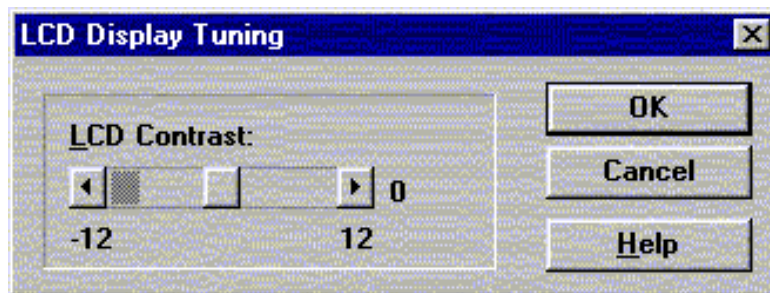 LCD Display Tuning
LCD Contrast:
0
-12 12
OK
Cancel
Help